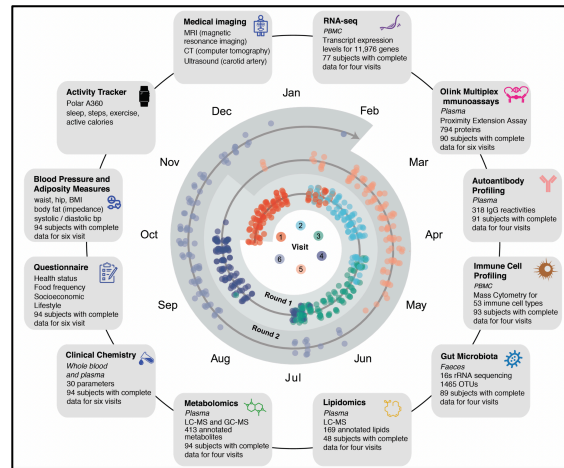 Medical imaging
MRI (magnetic
resonance imaging)
CT (computer tomography)
Ultrasound (carotid artery)
RNA-seq
PBMC
Transcript expression
levels for 11,976 genes
77 subjects with complete
data for four visits
Activity Tracker
Polar A360
sleep, steps, exercise,
active calories
Olink Multiplex
mmunoassays
Plasma
Proximity Extension Assay
794 proteins
90 subjects with complete
data for six visits
Blood Pressure and
Adiposity Measures
waist, hip, BMI
body fat (impedance)
systolic / diastolic bp
94 subjects with complete
data for six visit
Autoantibody
Profiling
Plasma
318 IgG reactivities
91 subjects with complete
data for six visits
Questionnaire
Health status
Food frequency
Socioeconomic
Lifestyle
94 subjects with complete
data for six visit
Immune Cell
Profiling
PBMC
Mass Cytometry for
53 immune cell types
93 subjects with complete
data for four visits
Clinical Chemistry
Whole blood
and plasma
30 parameters
94 subjects with complete
data for six visits
Gut Microbiota
Faeces
16s rRNA sequencing
1465 OTUs
89 subjects with complete
data for four visits
Metabolomics
Plasma
LC-MS and GC-MS
413 annotated
metabolites
94 subjects with complete
data for four visits
Lipidomics
Plasma
LC-MS
169 annotated lipids
48 subjects with complete
data for four visits
Jan
Feb
Mar
Apr
May
Jun
Jul
Aug
Sep
Oct
Nov
Dec
1
2
3
4
5
6
Visit
Round 1
Round 2